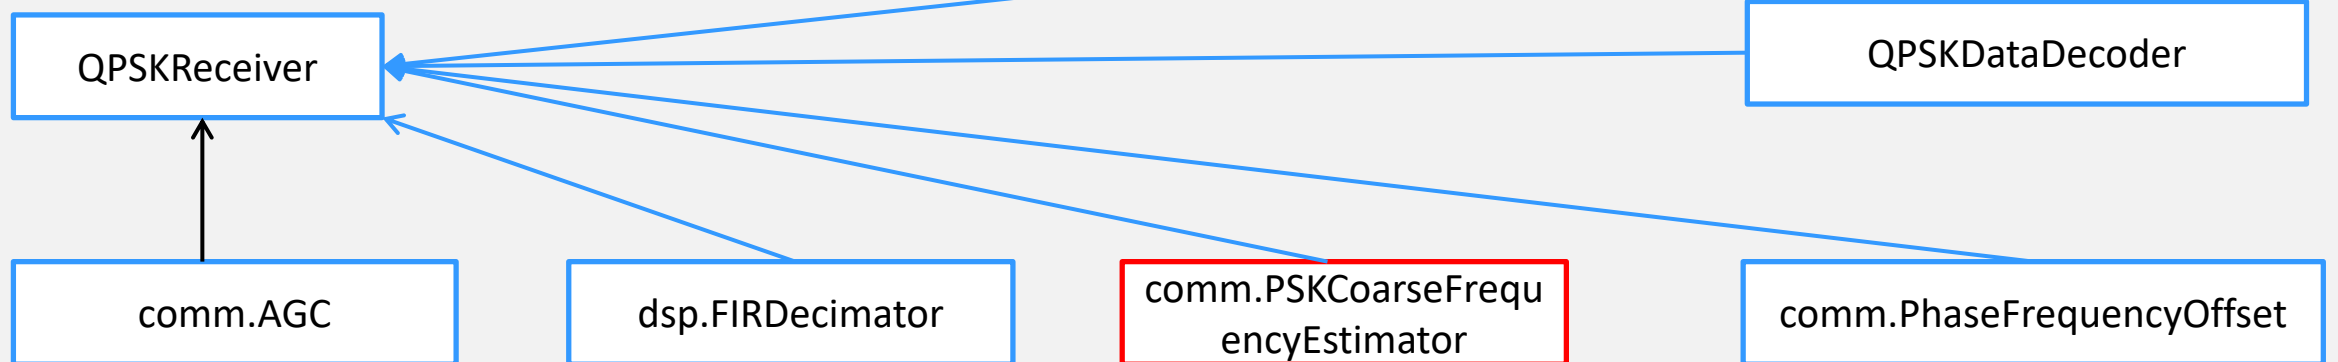 QPSKReceiver
QPSKDataDecoder
comm.AGC
dsp.FIRDecimator
comm.PSKCoarseFrequ
encyEstimator
comm.PhaseFrequencyOffset